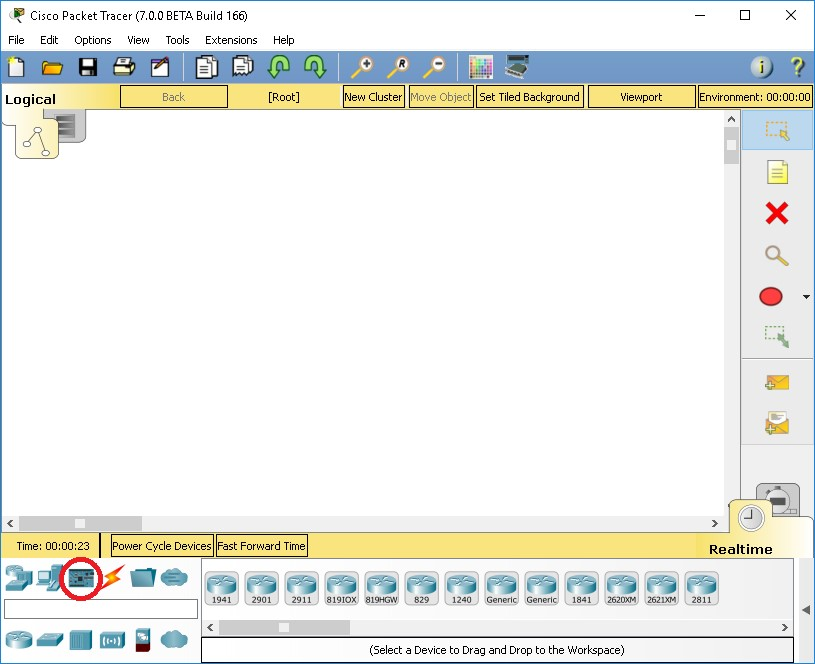 Cisco Packet Tracer (7.0.0 BETA Build 166)
File Edit Options View Tools Extensions Help
R i ?
Logical Back [Root] New Cluster Move Object Set Tiled Background Viewport Environment: 00:00:00
Time: 00:00:23 Power Cycle Devices Fast Forward Time Realtime
1941 2901 2911 819IOX 819HGW 829 1240 Generic Generic 1841 2620XM 2621XM 2811
(Select a Device to Drag and Drop to the Workspace)